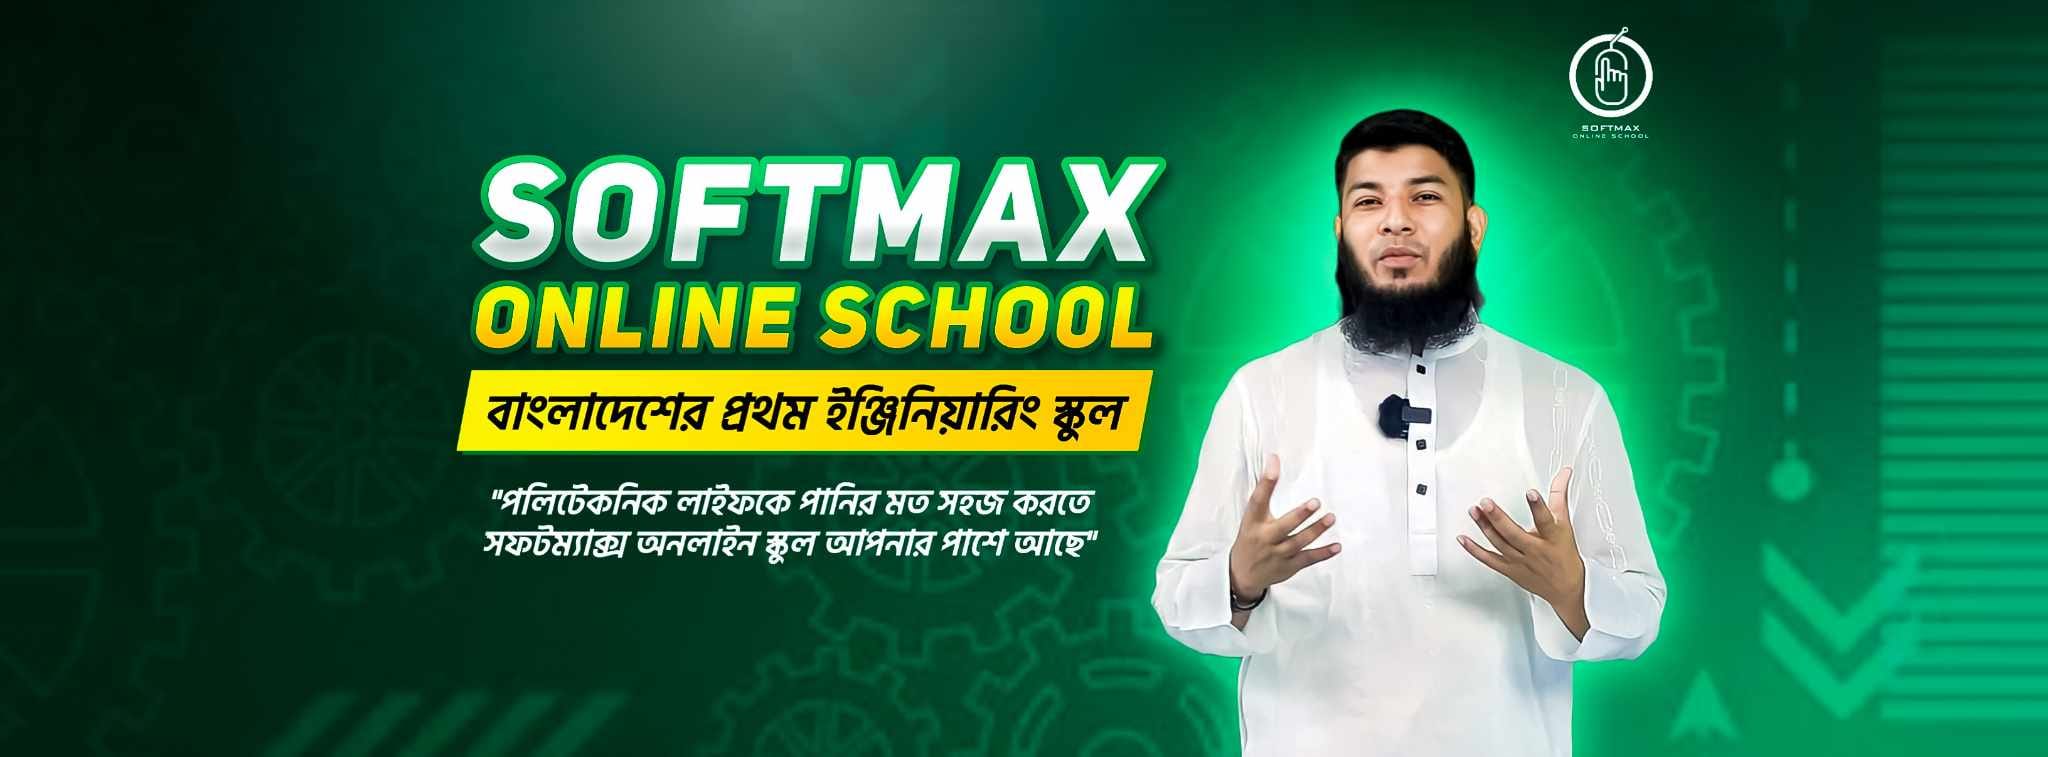 SOFTMAX
ONLINE SCHOOL
বাংলাদেশের প্রথম ইঞ্জিনিয়ারিং স্কুল
"পলিটেকনিক লাইফকে পানির মত সহজ করতে
সফটম্যাক্স অনলাইন স্কুল আপনার পাশে আছে"
SOFTMAX
ONLINE SCHOOL